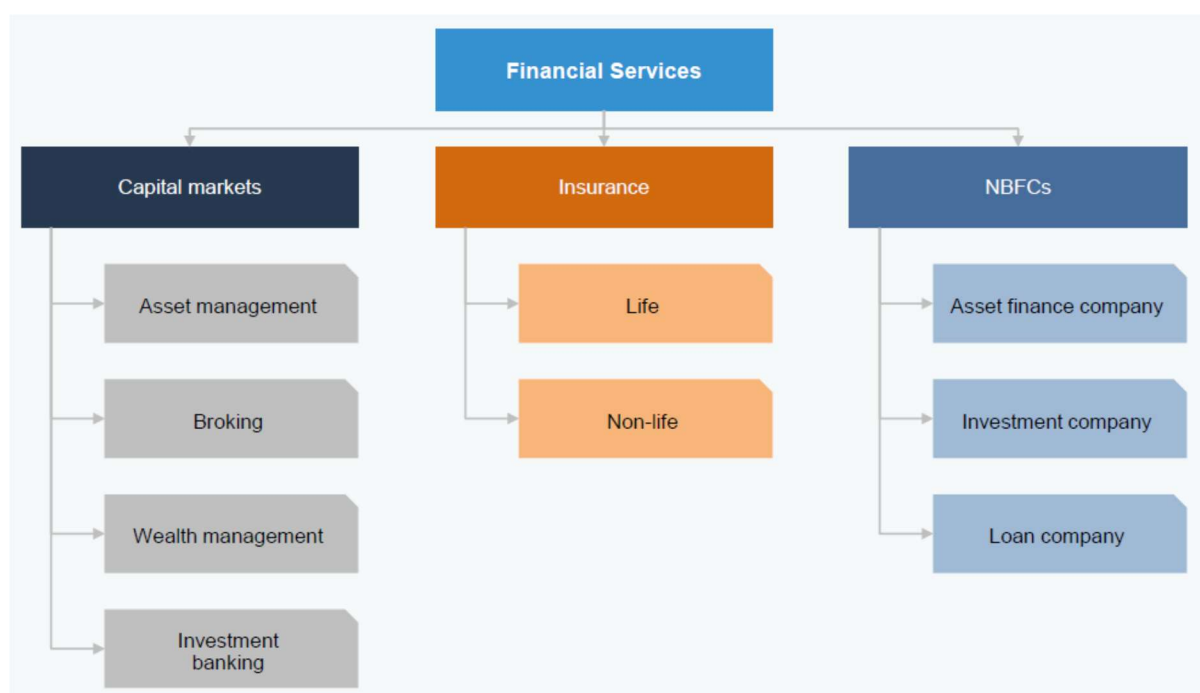 Financial Services
Capital markets
Insurance
NBFCs
Asset management
Broking
Wealth management
Investment
banking
Life
Non-life
Asset finance company
Investment company
Loan company